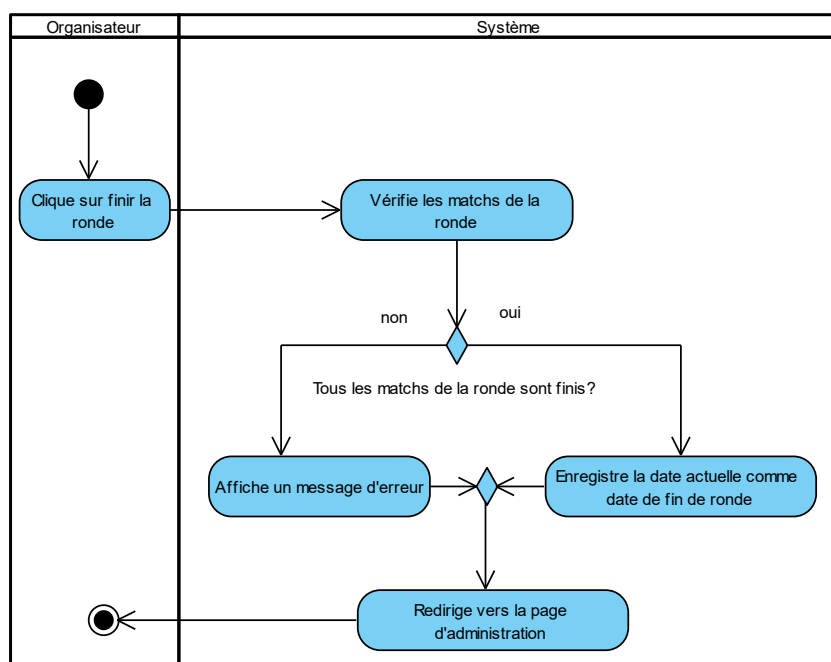 Organisateur
Système
Clique sur finir la
ronde
Vérifie les matchs de la
ronde
non
oui
Tous les matchs de la ronde sont finis?
Affiche un message d'erreur
Enregistre la date actuelle comme
date de fin de ronde
Redirige vers la page
d'administration